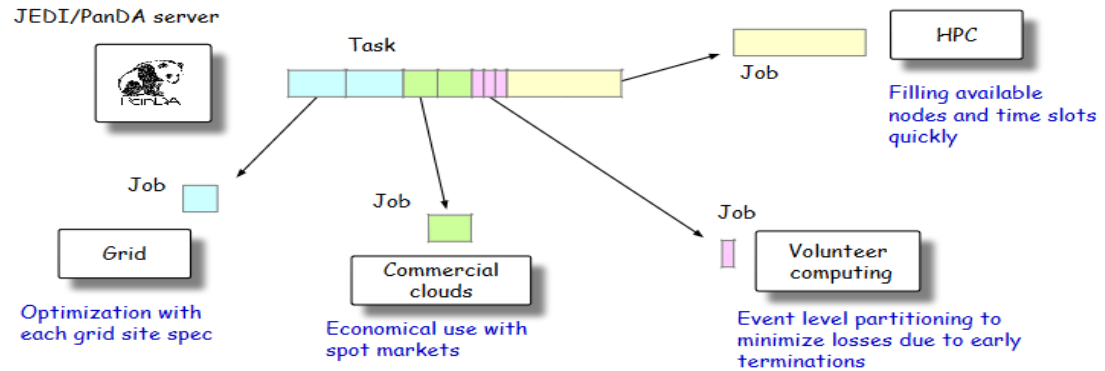 JEDI/PanDA server
PanDA
Task
Job
HPC
Filling available
nodes and time slots
quickly
Job
Grid
Optimization with
each grid site spec
Job
Commercial
clouds
Economical use with
spot markets
Job
Volunteer
computing
Event level partitioning to
minimize losses due to early
terminations